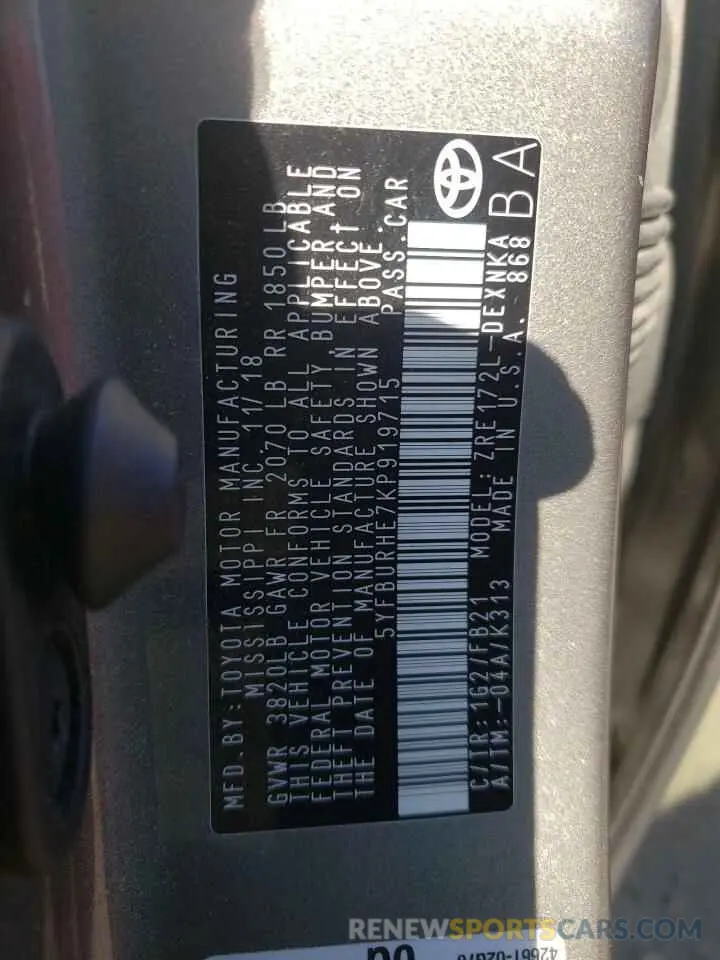 MFD.BY:TOYOTA MOTOR MANUFACTURING
MISSISSIPPI INC. 11/18
GVWR 3820LB GAWR FR 2070 LB RR 1850 LB
THIS VEHICLE CONFORMS TO ALL APPLICABLE
FEDERAL MOTOR VEHICLE SAFETY, BUMPER, AND
THEFT PREVENTION STANDARDS IN EFFECT ON
THE DATE OF MANUFACTURE SHOWN ABOVE.
5YFBURHE7KP919715 PASS.CAR
C/TR:1G2/FB21 MODEL:ZRE172L-DEXNKA
A/TM:-04A/K313 MADE IN U.S.A. 868
BA
RENEWSPORTSCARS.COM